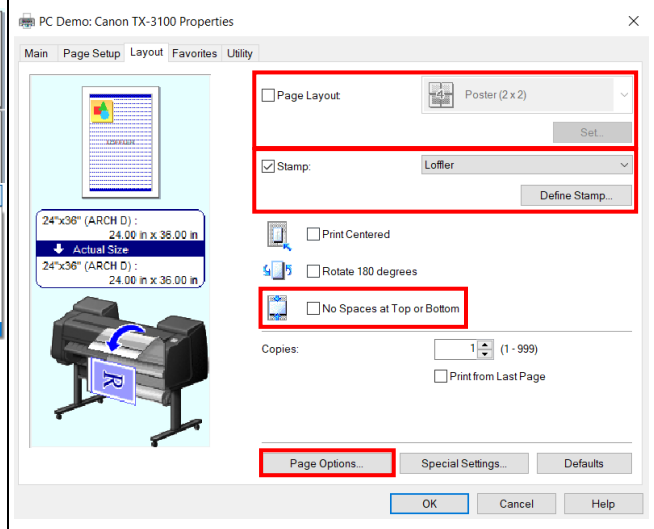 PC Demo: Canon TX-3100 Properties
Main Page Setup Layout Favorites Utility
Page Layout:
4 Poster (2 x 2)
Set...
Stamp:
Loffler
Define Stamp...
24"x36" (ARCH D) :
24.00 in x 36.00 in
Actual Size
24"x36" (ARCH D) :
24.00 in x 36.00 in
Print Centered
Rotate 180 degrees
No Spaces at Top or Bottom
Copies:
1 (1 - 999)
Print from Last Page
R
Page Options... Special Settings... Defaults
OK Cancel Help